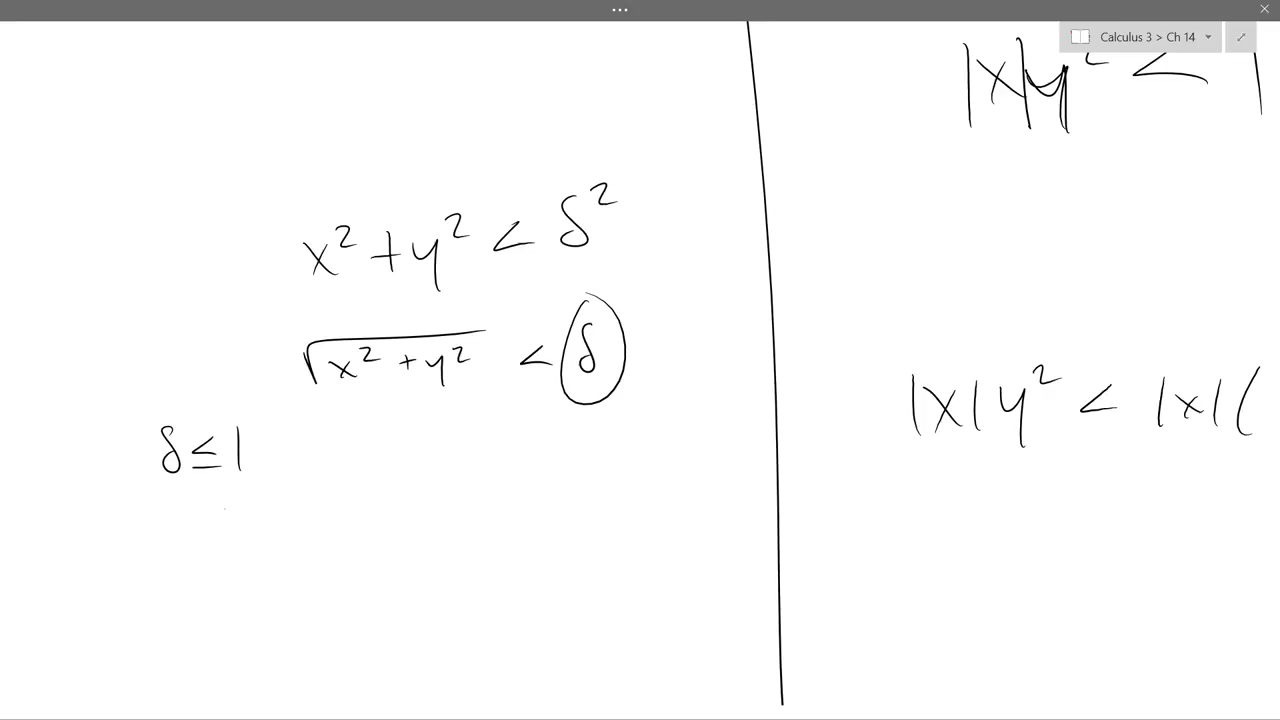 ...
Calculus 3 > Ch 14
x² + y² < δ²
√x² + y² < δ
δ ≤ 1
|x|y² < 1
|x| y² < |x| (